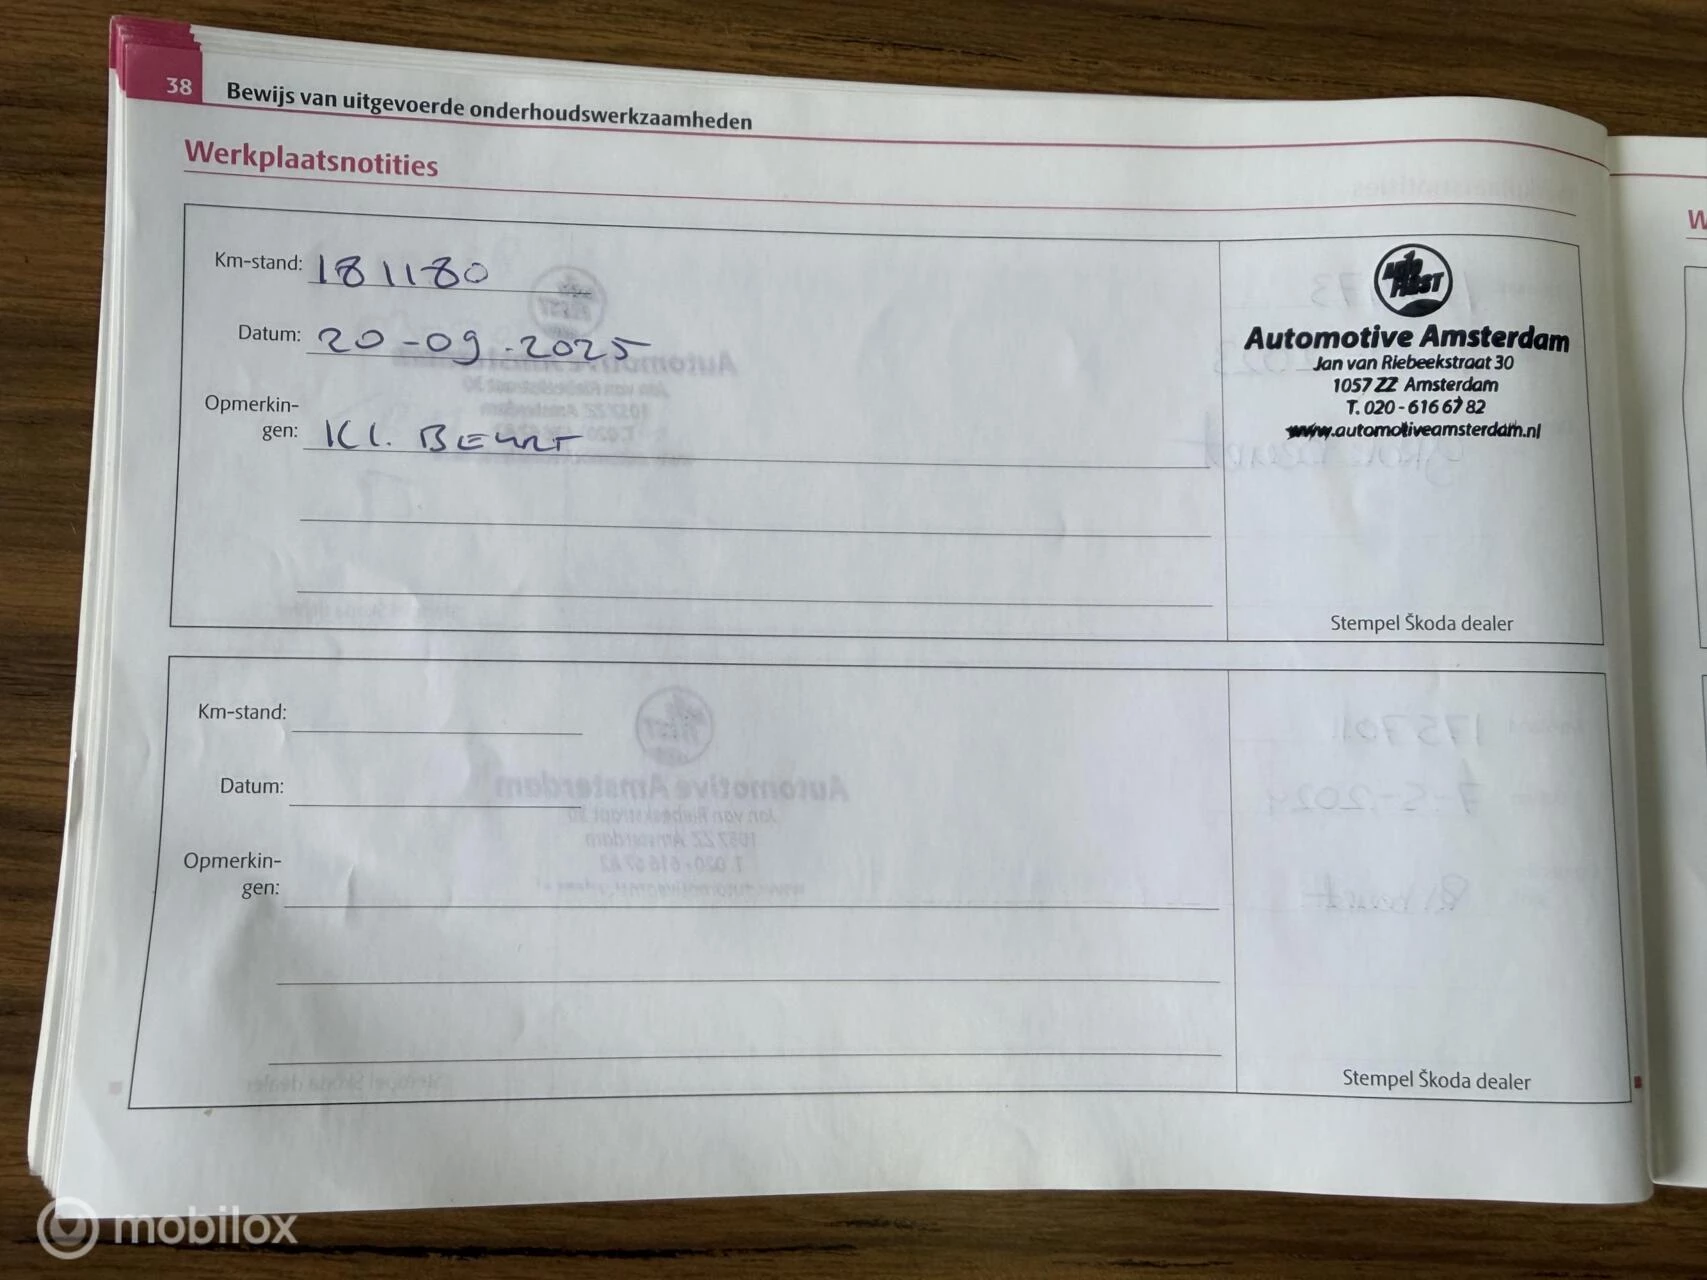 38 Bewijs van uitgevoerde onderhoudswerkzaamheden
Werkplaatsnotities
Km-stand: 181180
Datum: 20-09-2025
Opmerkin-
gen: Kl. BEURT
AUTO FIRST
Automotive Amsterdam
Jan van Riebeekstraat 30
1057 ZZ Amsterdam
T. 020 - 616 67 82
www.automotiveamsterdam.nl
Stempel Škoda dealer
Km-stand:
Datum:
Opmerkin-
gen:
Stempel Škoda dealer
W
mobilox